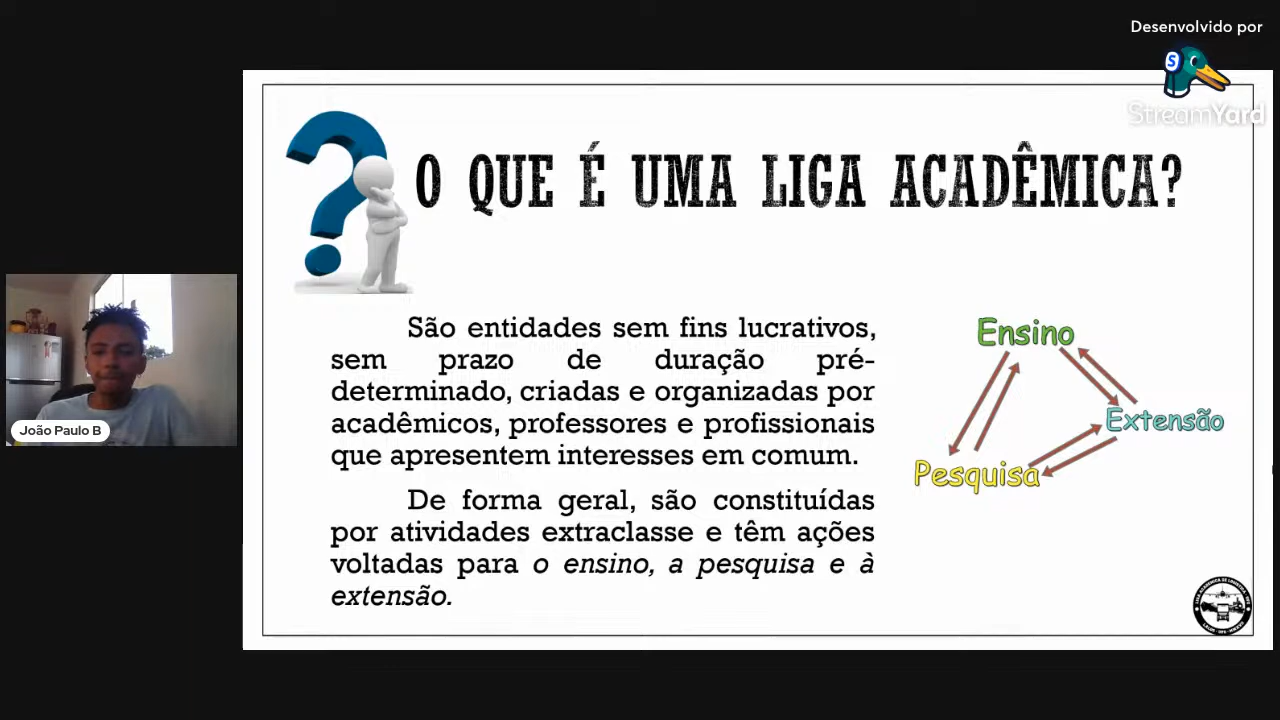 Desenvolvido por
StreamYard
O QUE É UMA LIGA ACADÊMICA?
São entidades sem fins lucrativos,
sem prazo de duração pré-
determinado, criadas e organizadas por
acadêmicos, professores e profissionais
que apresentem interesses em comum.
De forma geral, são constituídas
por atividades extraclasse e têm ações
voltadas para o ensino, a pesquisa e à
extensão.
Ensino
Extensão
Pesquisa
João Paulo B